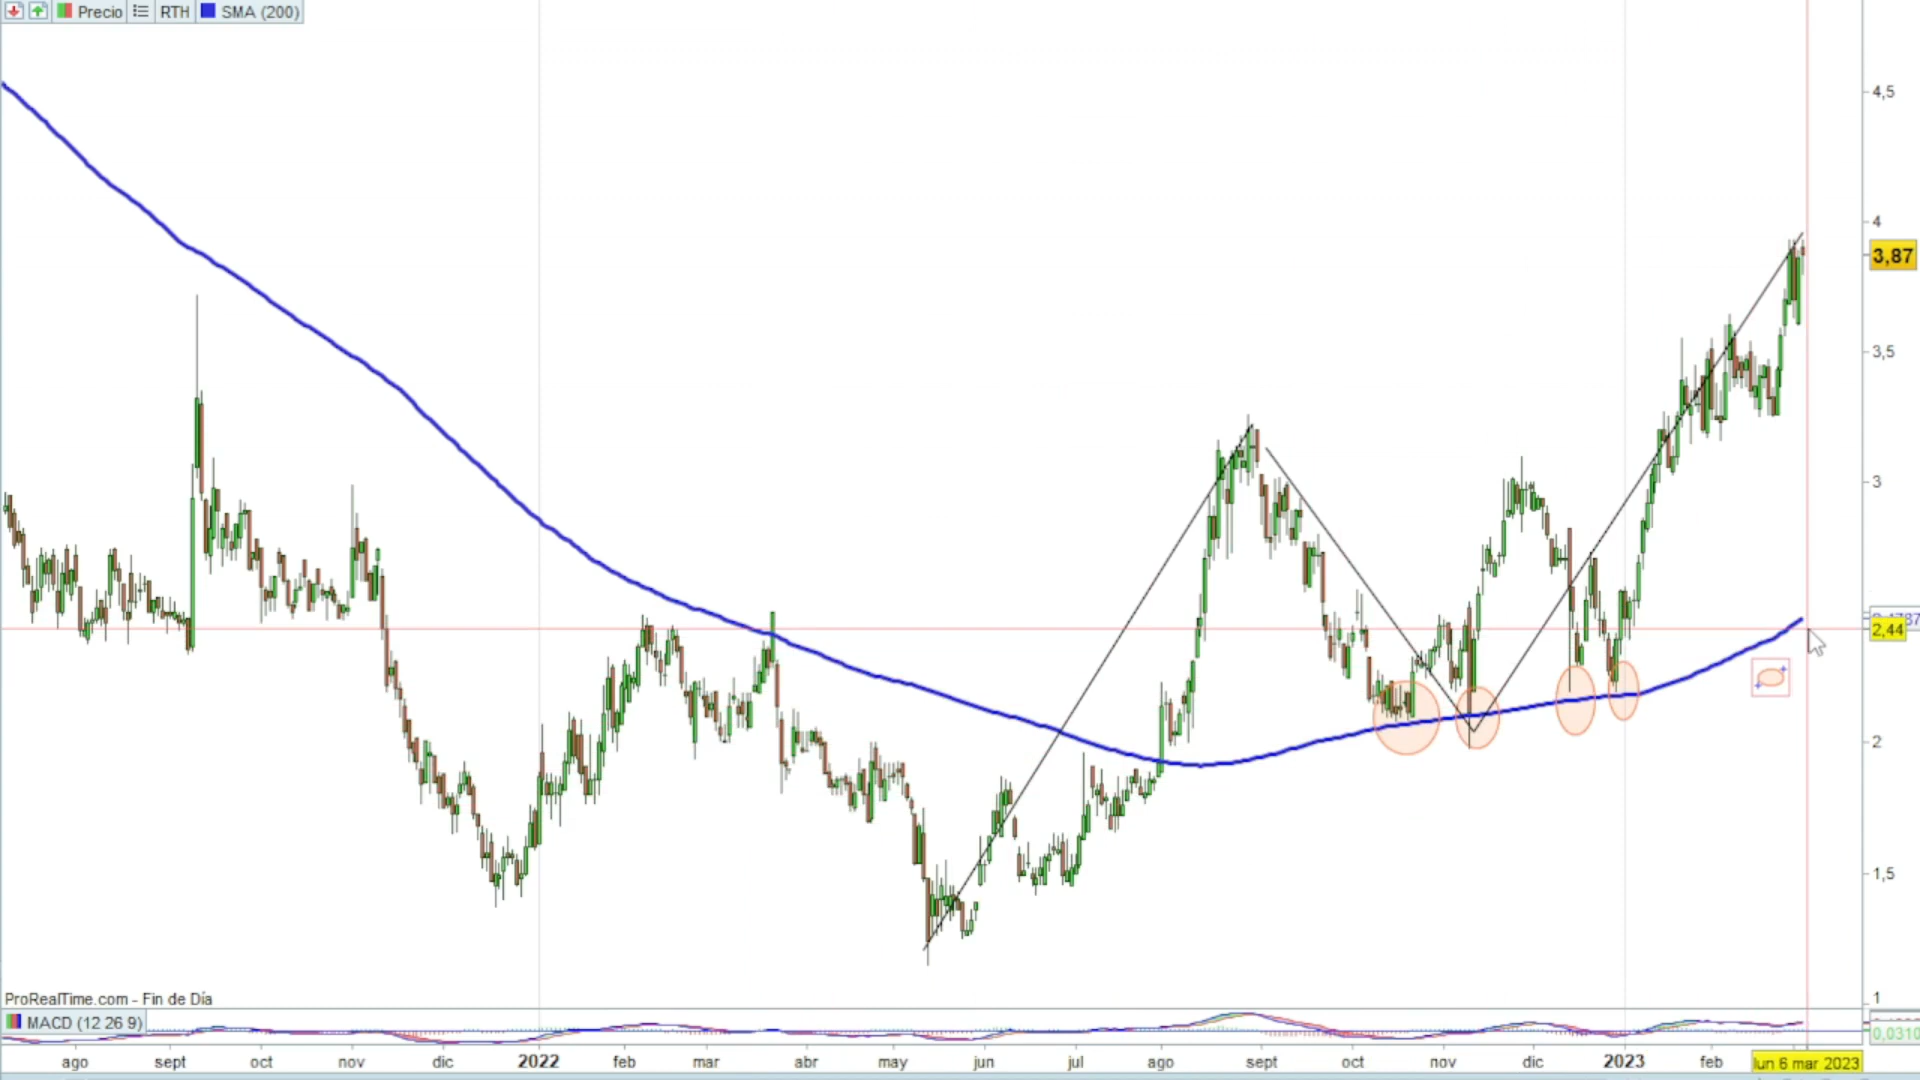 Precio RTH SMA (200)
4,5
4
3,87
3,5
3
2,44
2
1,5
ProRealTime.com - Fin de Día
1
MACD (12 26 9)
0,0310
ago sept oct nov dic 2022 feb mar abr may jun jul ago sept oct nov dic 2023 feb lun 6 mar 2023